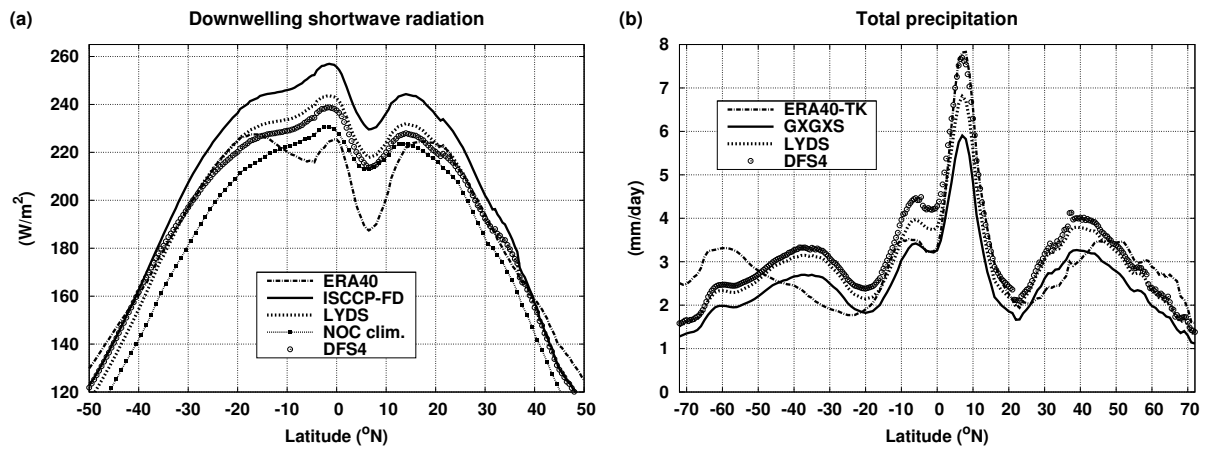 (a) Downwelling shortwave radiation
260
240
220
200
180
160
140
120
(W/m²)
ERA40
ISCCP-FD
LYDS
NOC clim.
DFS4
-50 -40 -30 -20 -10 0 10 20 30 40 50
Latitude (°N)
(b) Total precipitation
8
7
6
5
4
3
2
1
0
(mm/day)
ERA40-TK
GXGXS
LYDS
DFS4
-70 -60 -50 -40 -30 -20 -10 0 10 20 30 40 50 60 70
Latitude (°N)